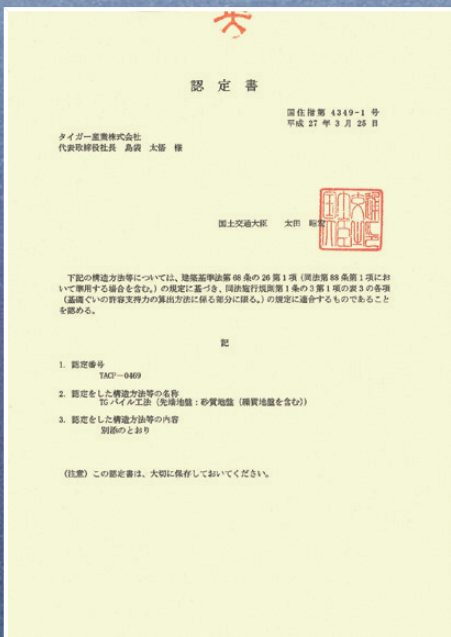 認定書
国住指第 4349-1 号
平成 27 年 3 月 25 日
タイガー産業株式会社
代表取締役社長 島袋 太 様
国土交通大臣 太田 昭宏
下記の構造方法等については、建築基準法第 68 条の 26 第 1 項(同法第 88 条第 1 項にお
いて準用する場合を含む。)の規定に基づき、同法施行規則第 1 条の 3 第 1 項の表 3 の各項
(基礎ぐいの許容支持力の算出方法に係る部分に限る。)の規定に適合するものであること
を認める。
記
1. 認定番号
TACP-0469
2. 認定をした構造方法等の名称
TG パイル工法(先端地盤:砂質地盤(礫質地盤を含む))
3. 認定をした構造方法等の内容
別添のとおり
(注意)この認定書は、大切に保存しておいてください。